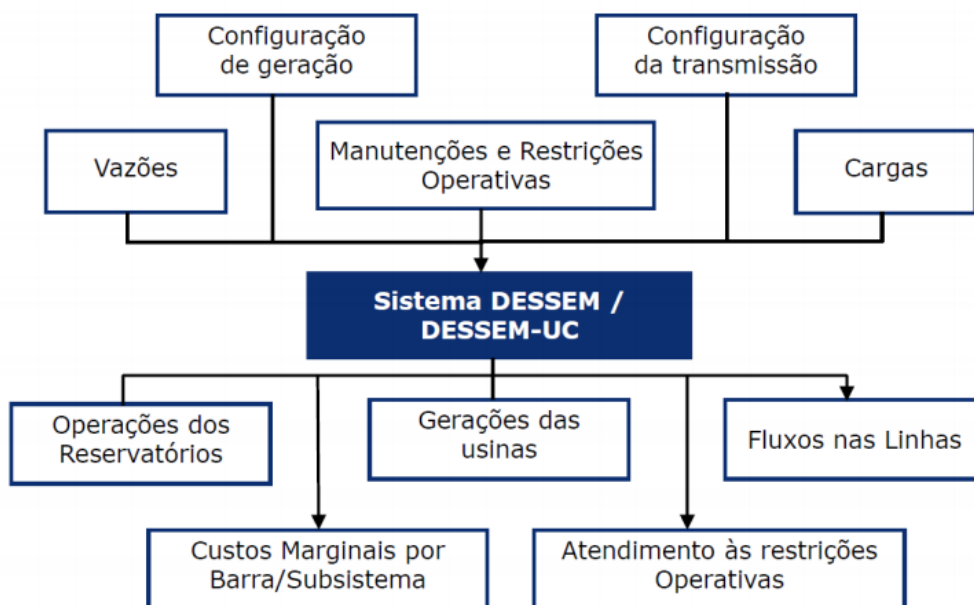 Configuração
de geração
Configuração
da transmissão
Vazões
Manutenções e Restrições
Operativas
Cargas
Sistema DESSEM /
DESSEM-UC
Operações dos
Reservatórios
Gerações das
usinas
Fluxos nas Linhas
Custos Marginais por
Barra/Subsistema
Atendimento às restrições
Operativas